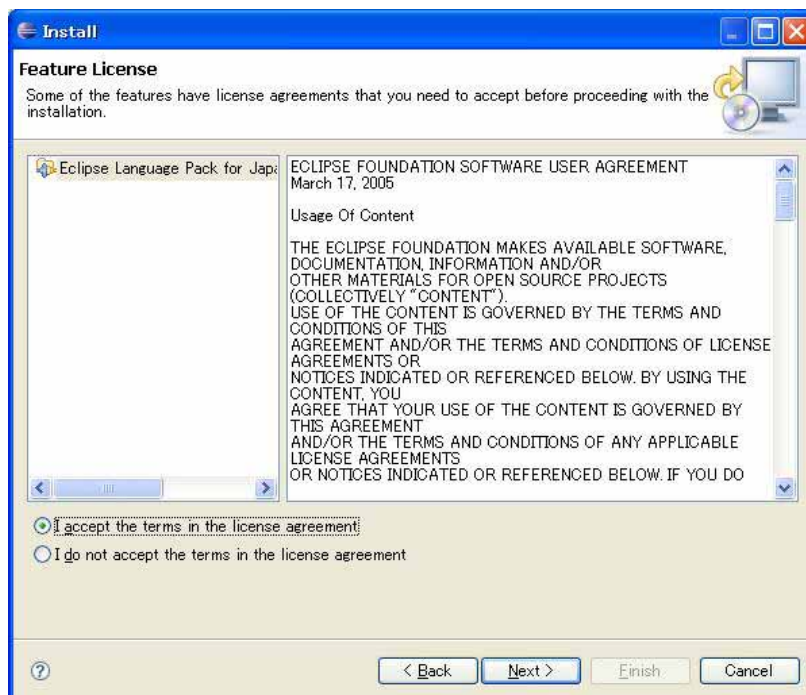 Install
Feature License
Some of the features have license agreements that you need to accept before proceeding with the
installation.
Eclipse Language Pack for Japa
ECLIPSE FOUNDATION SOFTWARE USER AGREEMENT
March 17, 2005
Usage Of Content
THE ECLIPSE FOUNDATION MAKES AVAILABLE SOFTWARE,
DOCUMENTATION, INFORMATION AND/OR
OTHER MATERIALS FOR OPEN SOURCE PROJECTS
(COLLECTIVELY "CONTENT").
USE OF THE CONTENT IS GOVERNED BY THE TERMS AND
CONDITIONS OF THIS
AGREEMENT AND/OR THE TERMS AND CONDITIONS OF LICENSE
AGREEMENTS OR
NOTICES INDICATED OR REFERENCED BELOW. BY USING THE
CONTENT, YOU
AGREE THAT YOUR USE OF THE CONTENT IS GOVERNED BY
THIS AGREEMENT
AND/OR THE TERMS AND CONDITIONS OF ANY APPLICABLE
LICENSE AGREEMENTS
OR NOTICES INDICATED OR REFERENCED BELOW. IF YOU DO
I accept the terms in the license agreement
I do not accept the terms in the license agreement
? < Back Next > Finish Cancel